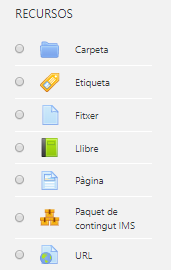 RECURSOS
Carpeta
Etiqueta
Fitxer
Llibre
Pàgina
Paquet de
contingut IMS
URL